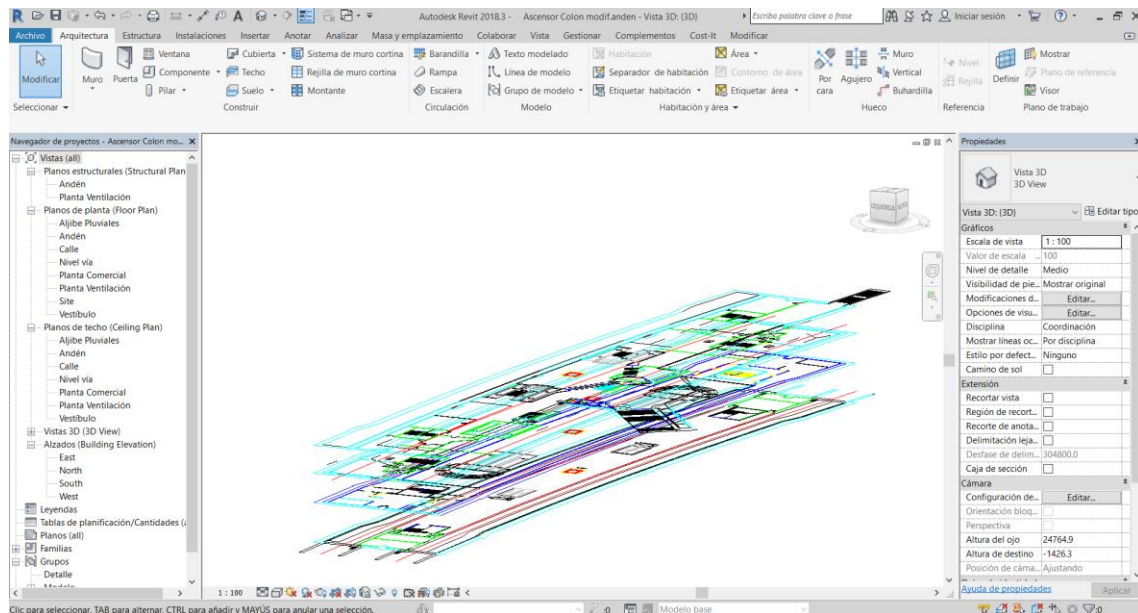 Autodesk Revit 2018.3 - Ascensor Colon modif.anden - Vista 3D: {3D}
Escriba palabra clave o frase
Iniciar sesión
Archivo Arquitectura Estructura Instalaciones Insertar Anotar Analizar Masa y emplazamiento Colaborar Vista Gestionar Complementos Cost-It Modificar
Modificar
Muro
Puerta
Ventana
Componente
Pilar
Cubierta
Techo
Suelo
Sistema de muro cortina
Rejilla de muro cortina
Montante
Barandilla
Rampa
Escalera
Texto modelado
Línea de modelo
Grupo de modelo
Habitación
Separador de habitación
Etiquetar habitación
Área
Contorno de área
Etiquetar área
Por cara
Agujero
Muro
Vertical
Buhardilla
Nivel
Rejilla
Definir
Mostrar
Plano de referencia
Visor
Seleccionar Construir Circulación Modelo Habitación y área Hueco Referencia Plano de trabajo
Navegador de proyectos - Ascensor Colon mo...
Vistas (all)
Planos estructurales (Structural Plan
Andén
Planta Ventilación
Planos de planta (Floor Plan)
Aljibe Pluviales
Andén
Calle
Nivel vía
Planta Comercial
Planta Ventilación
Site
Vestíbulo
Planos de techo (Ceiling Plan)
Aljibe Pluviales
Andén
Calle
Nivel vía
Planta Comercial
Planta Ventilación
Vestíbulo
Vistas 3D (3D View)
Alzados (Building Elevation)
East
North
South
West
Leyendas
Tablas de planificación/Cantidades (
Planos (all)
Familias
Grupos
Detalle
Propiedades
Vista 3D
3D View
Vista 3D: {3D} Editar tipo
Gráficos
Escala de vista 1 : 100
Valor de escala ... 100
Nivel de detalle Medio
Visibilidad de pie... Mostrar original
Modificaciones d... Editar...
Opciones de visu... Editar...
Disciplina Coordinación
Mostrar líneas oc... Por disciplina
Estilo por defect... Ninguno
Camino de sol
Extensión
Recortar vista
Región de recort...
Recorte de anota...
Delimitación leja...
Desfase de delim... 304800.0
Caja de sección
Cámara
Configuración de... Editar...
Orientación bloq...
Perspectiva
Altura del ojo 24764.9
Altura de destino -1426.3
Posición de cáma... Ajustando
Ayuda de propiedades Aplicar
1 : 100
Clic para seleccionar, TAB para alternar, CTRL para añadir y MAYÚS para anular una selección.
:0
Modelo base
:0